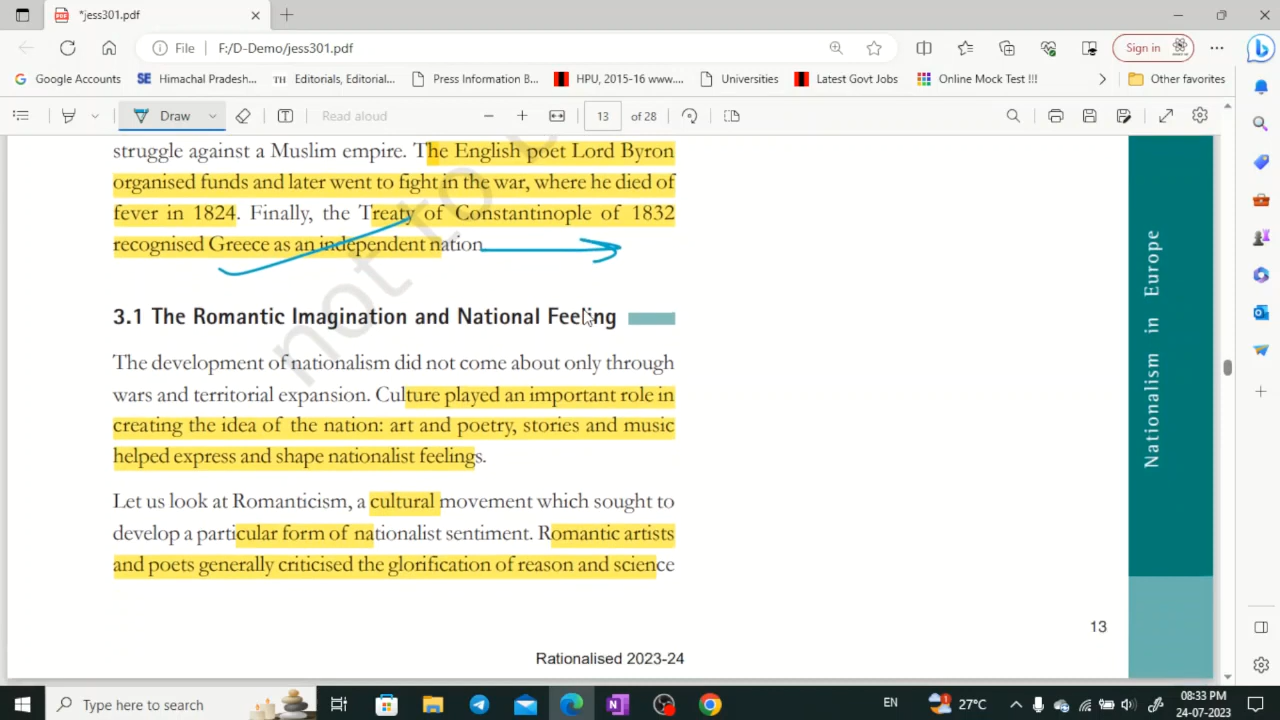 *jess301.pdf
File
F:/D-Demo/jess301.pdf
Sign in
Google Accounts
SE Himachal Pradesh...
TH Editorials, Editorial...
Press Information B...
HPU, 2015-16 www....
Universities
Latest Govt Jobs
Online Mock Test !!!
Other favorites
Draw
Read aloud
13 of 28
struggle against a Muslim empire. The English poet Lord Byron
organised funds and later went to fight in the war, where he died of
fever in 1824. Finally, the Treaty of Constantinople of 1832
recognised Greece as an independent nation.
not to
3.1 The Romantic Imagination and National Feeling
The development of nationalism did not come about only through
wars and territorial expansion. Culture played an important role in
creating the idea of the nation: art and poetry, stories and music
helped express and shape nationalist feelings.
Let us look at Romanticism, a cultural movement which sought to
develop a particular form of nationalist sentiment. Romantic artists
and poets generally criticised the glorification of reason and science
Nationalism in Europe
13
Rationalised 2023-24
Type here to search
EN
1
27°C
08:33 PM
24-07-2023